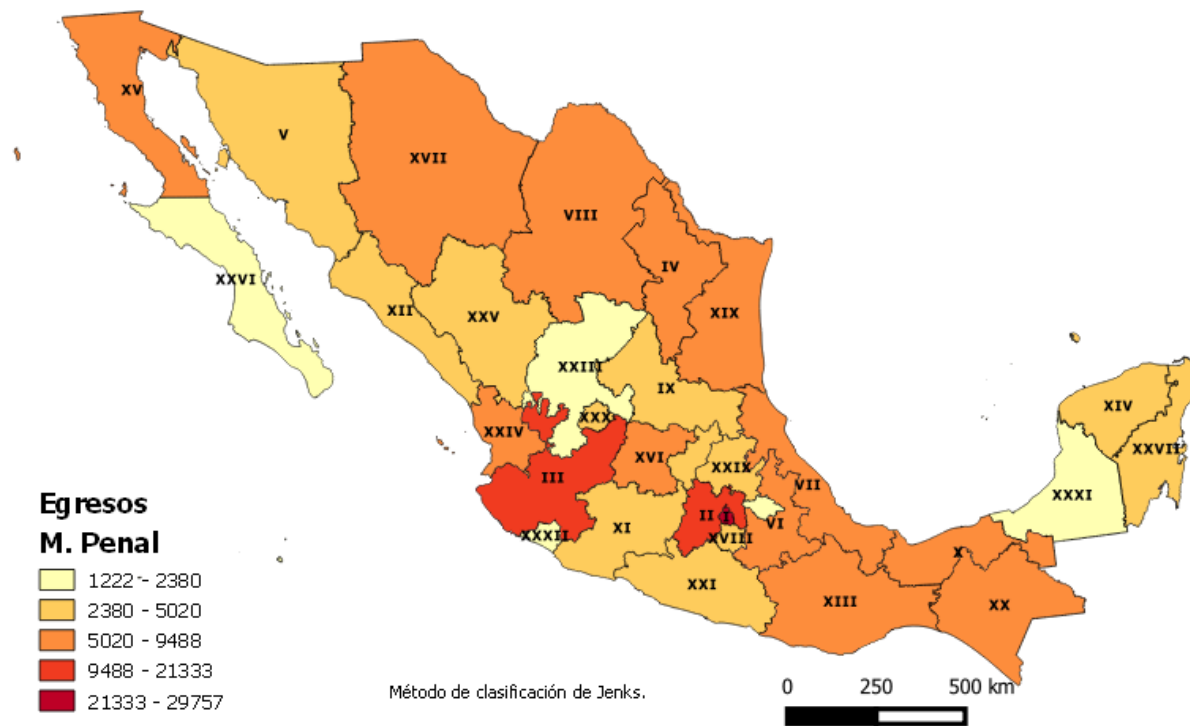 XV
V
XVII
VIII
IV
XXVI
XII
XXV
XIX
XXIII
IX
XXX
XXIV
XVI
XXIX
XIV
XXVII
III
VII
XXXI
II
I
VI
XXXII
XI
XVIII
X
XXI
XIII
XX
Egresos
M. Penal
1222 - 2380
2380 - 5020
5020 - 9488
9488 - 21333
21333 - 29757
Método de clasificación de Jenks.
0 250 500 km